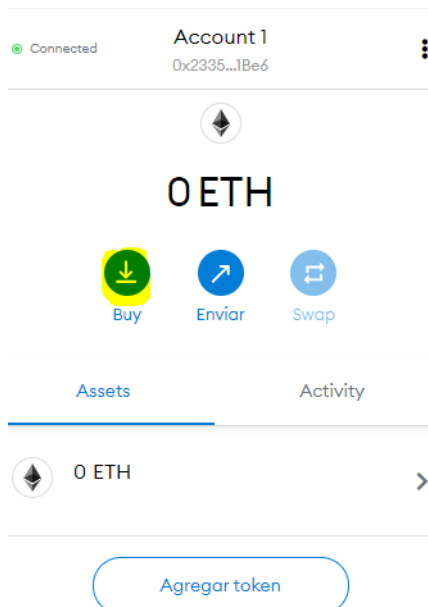 Connected
Account 1
0x2335...1Be6
0 ETH
Buy Enviar Swap
Assets Activity
0 ETH
Agregar token